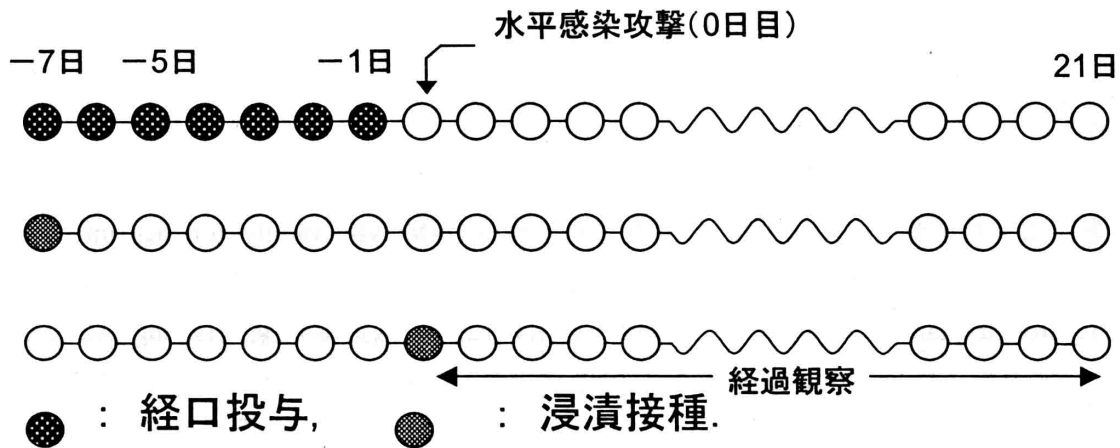 水平感染攻撃(0日目)
－7日 －5日 －1日 21日
経過観察
: 経口投与, : 浸漬接種.